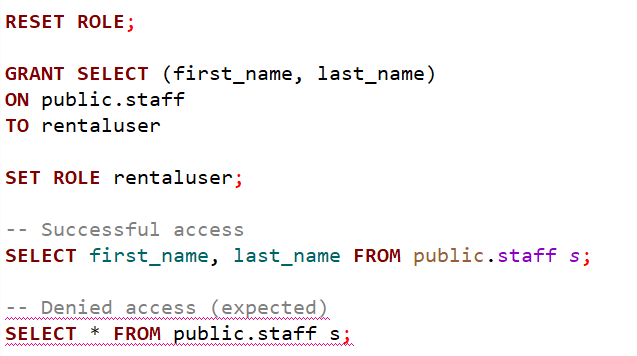 RESET ROLE;
GRANT SELECT (first_name, last_name)
ON public.staff
TO rentaluser
SET ROLE rentaluser;
-- Successful access
SELECT first_name, last_name FROM public.staff s;
-- Denied access (expected)
SELECT * FROM public.staff s;